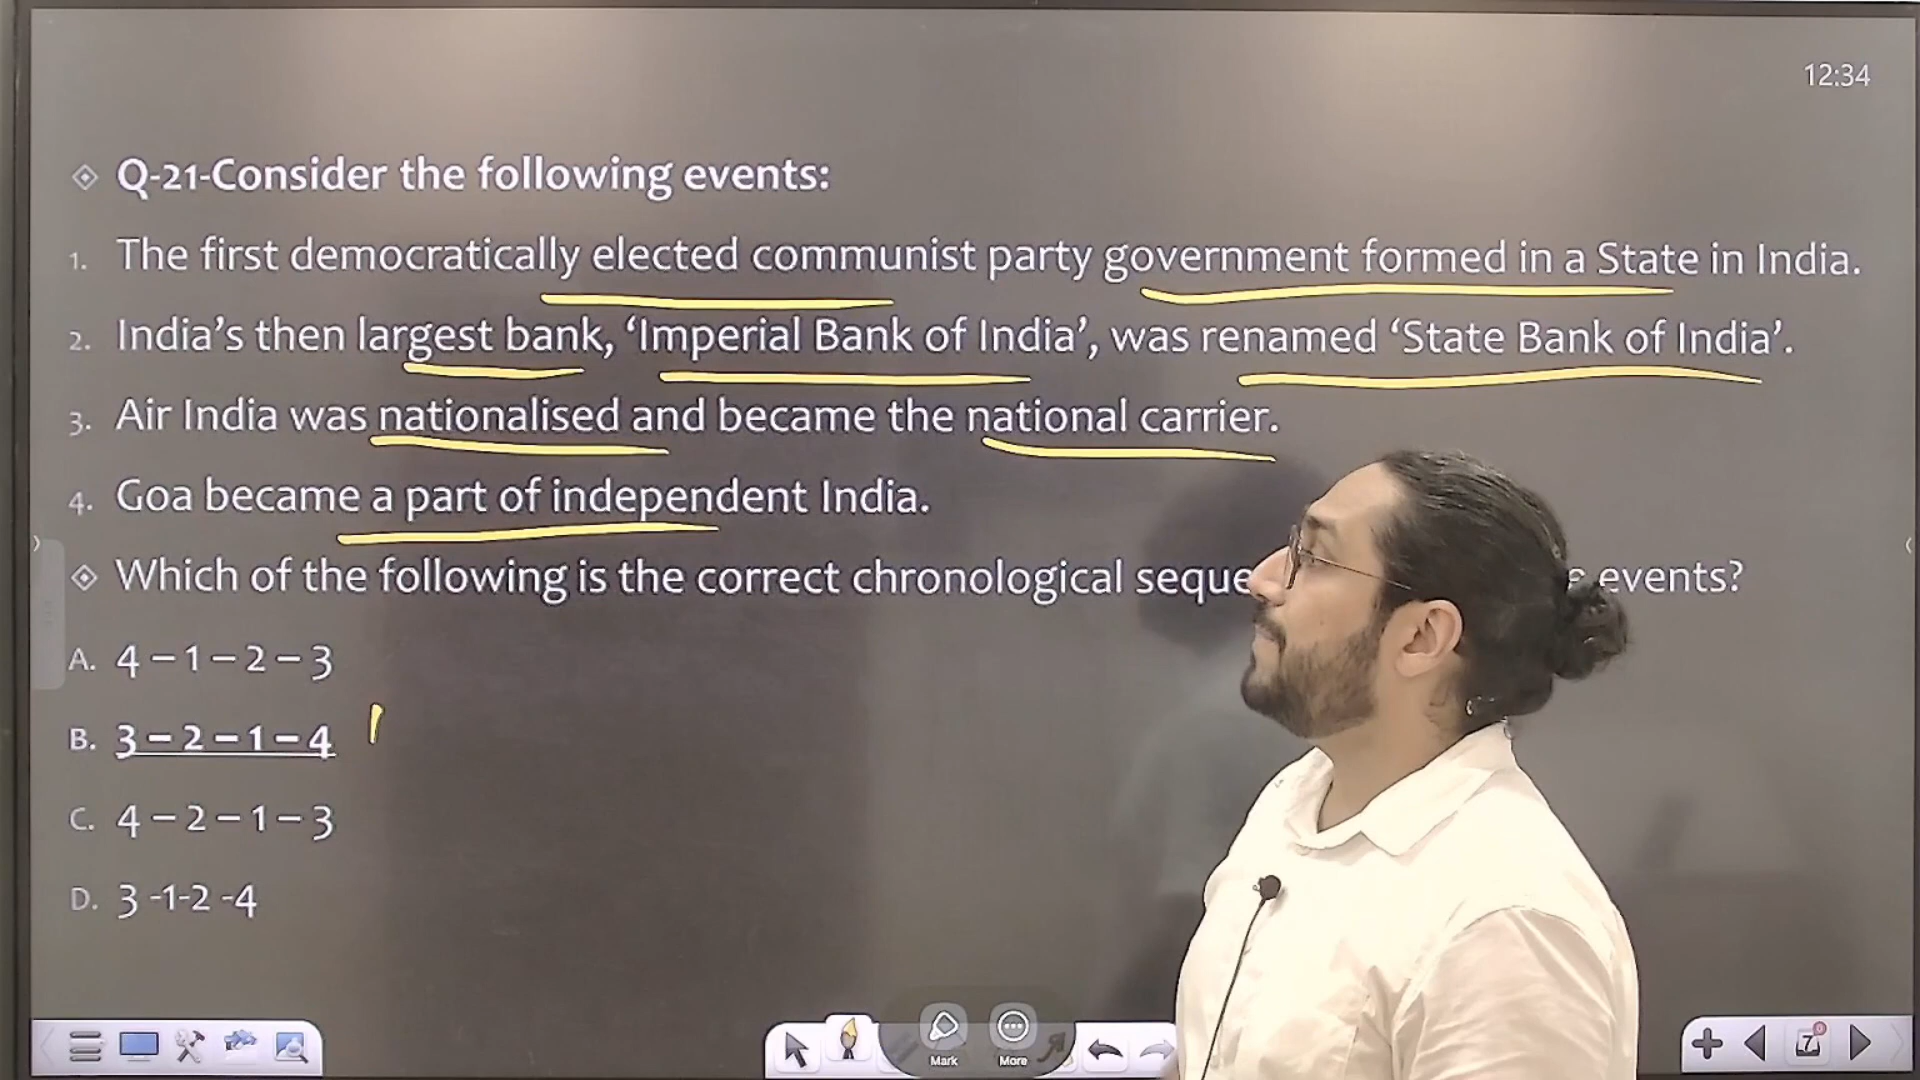 12:34
Q-21-Consider the following events:
1. The first democratically elected communist party government formed in a State in India.
2. India's then largest bank, 'Imperial Bank of India', was renamed 'State Bank of India'.
3. Air India was nationalised and became the national carrier.
4. Goa became a part of independent India.
Which of the following is the correct chronological seque events?
A. 4 – 1 – 2 – 3
B. 3 – 2 – 1 – 4
C. 4 – 2 – 1 – 3
D. 3 -1-2 -4
Mark More